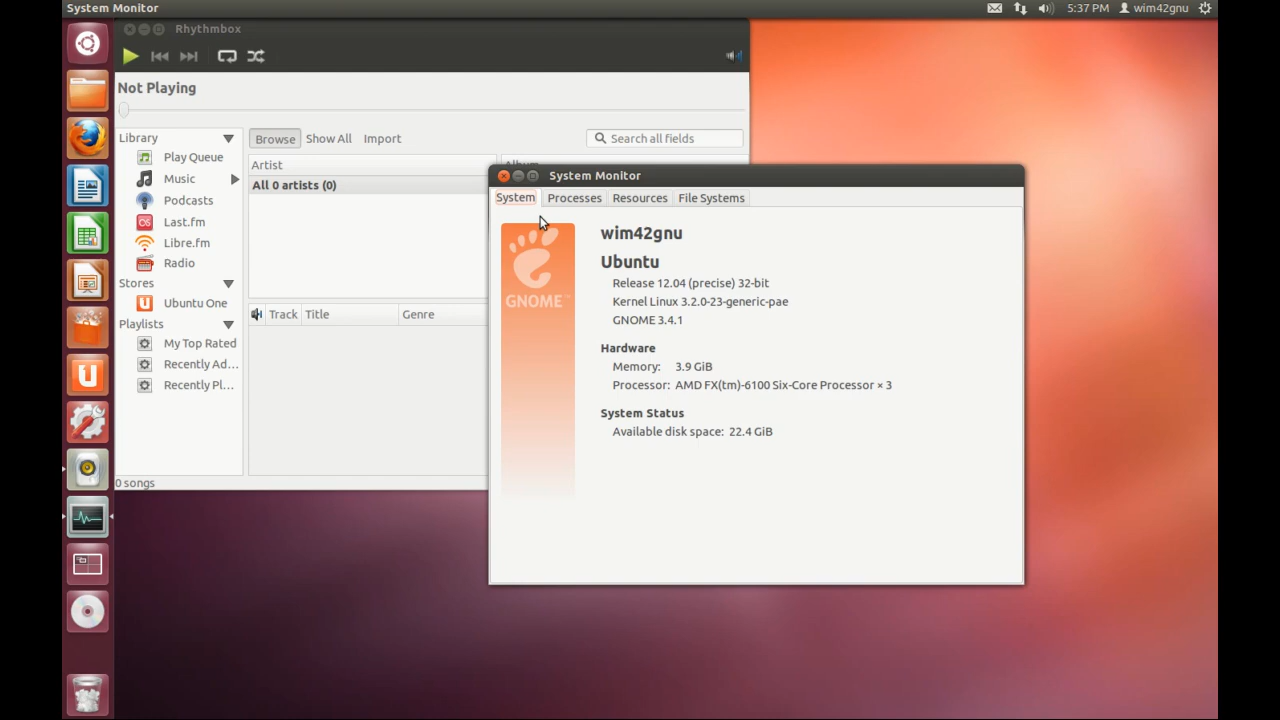 System Monitor
5:37 PM wim42gnu
Rhythmbox
Not Playing
Library
Play Queue
Music
Podcasts
Last.fm
Libre.fm
Radio
Stores
Ubuntu One
Playlists
My Top Rated
Recently Ad...
Recently Pl...
0 songs
Browse Show All Import
Search all fields
Artist
Album
All 0 artists (0)
Track Title Genre
System Monitor
System Processes Resources File Systems
GNOME™
wim42gnu
Ubuntu
Release 12.04 (precise) 32-bit
Kernel Linux 3.2.0-23-generic-pae
GNOME 3.4.1
Hardware
Memory: 3.9 GiB
Processor: AMD FX(tm)-6100 Six-Core Processor × 3
System Status
Available disk space: 22.4 GiB